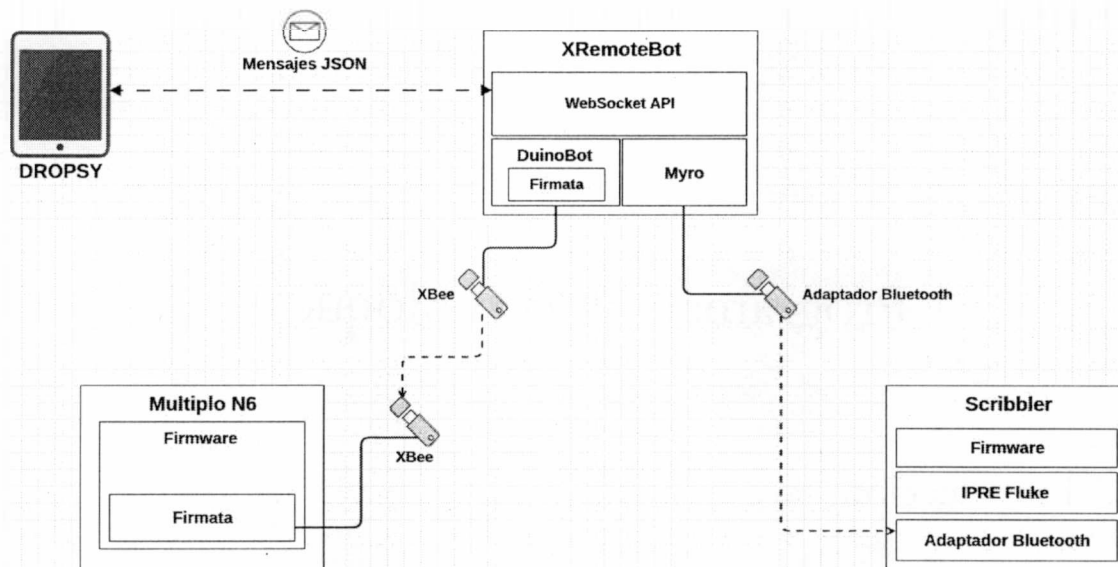 XRemoteBot
Mensajes JSON
WebSocket API
DROPSY
DuinoBot
Firmata
Myro
XBee
Adaptador Bluetooth
Multiplo N6
Firmware
Firmata
XBee
Scribbler
Firmware
IPRE Fluke
Adaptador Bluetooth